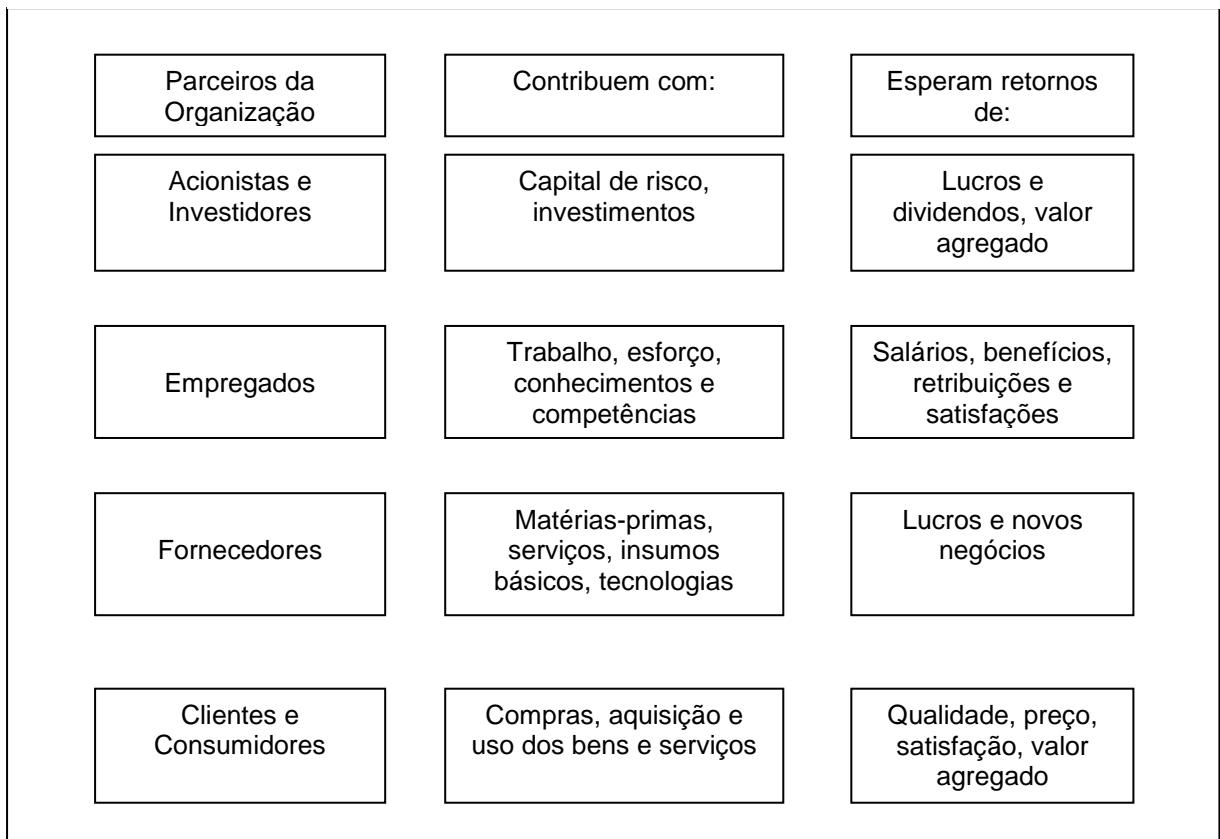 Parceiros da
Organização
Contribuem com:
Esperam retornos
de:
Acionistas e
Investidores
Capital de risco,
investimentos
Lucros e
dividendos, valor
agregado
Empregados
Trabalho, esforço,
conhecimentos e
competências
Salários, benefícios,
retribuições e
satisfações
Fornecedores
Matérias-primas,
serviços, insumos
básicos, tecnologias
Lucros e novos
negócios
Clientes e
Consumidores
Compras, aquisição e
uso dos bens e serviços
Qualidade, preço,
satisfação, valor
agregado